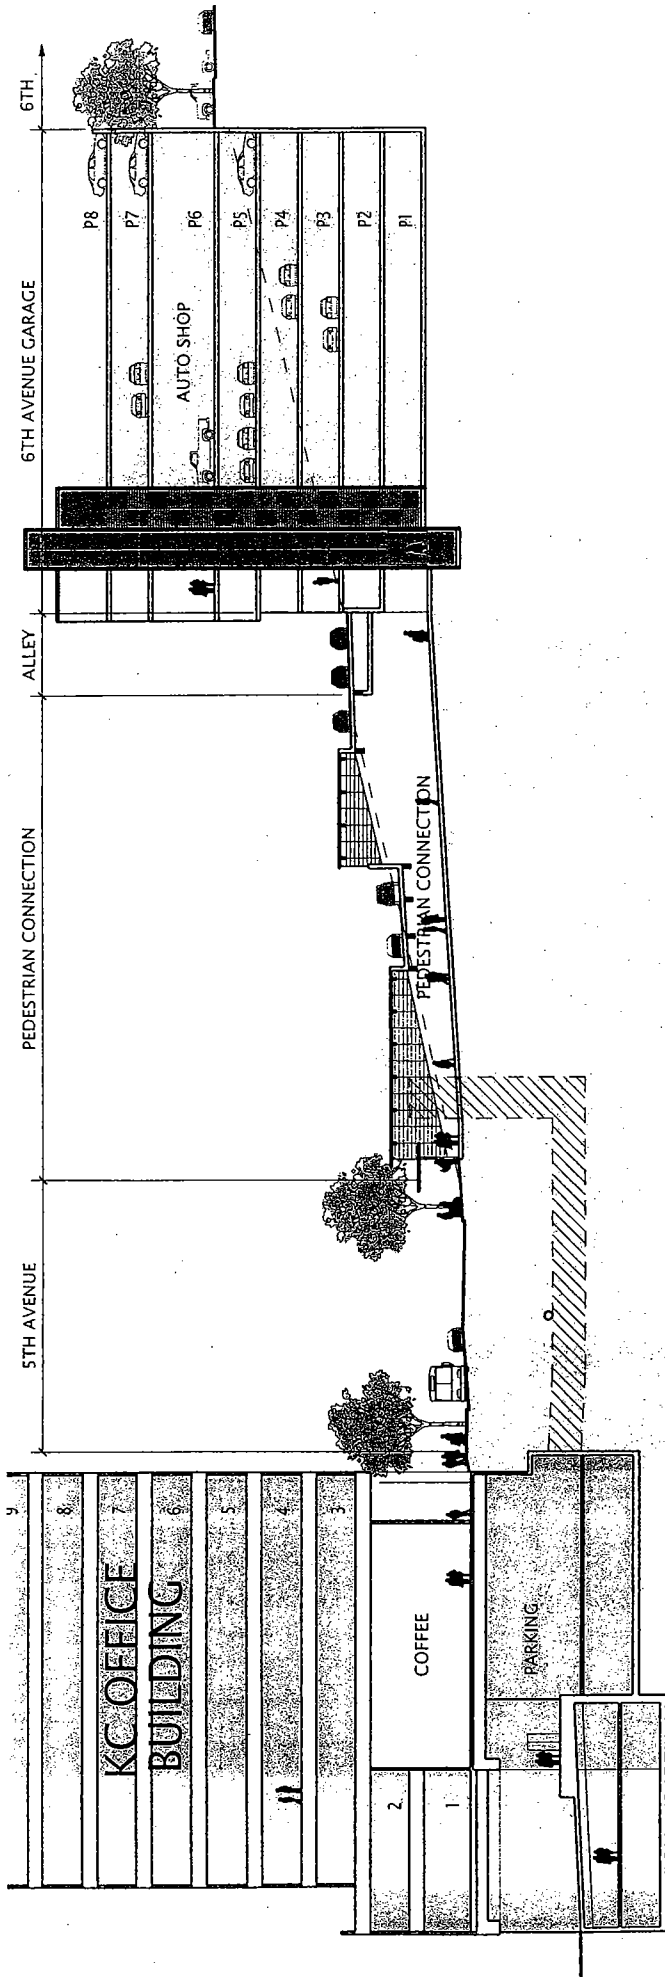 5TH AVENUE
PEDESTRIAN CONNECTION
ALLEY
6TH AVENUE GARAGE
6TH
9
8
7
6
5
4
3
KC OFFICE
BUILDING
2
1
COFFEE
PARKING
PEDESTRIAN CONNECTION
P8
P7
P6
AUTO SHOP
P5
P4
P3
P2
P1